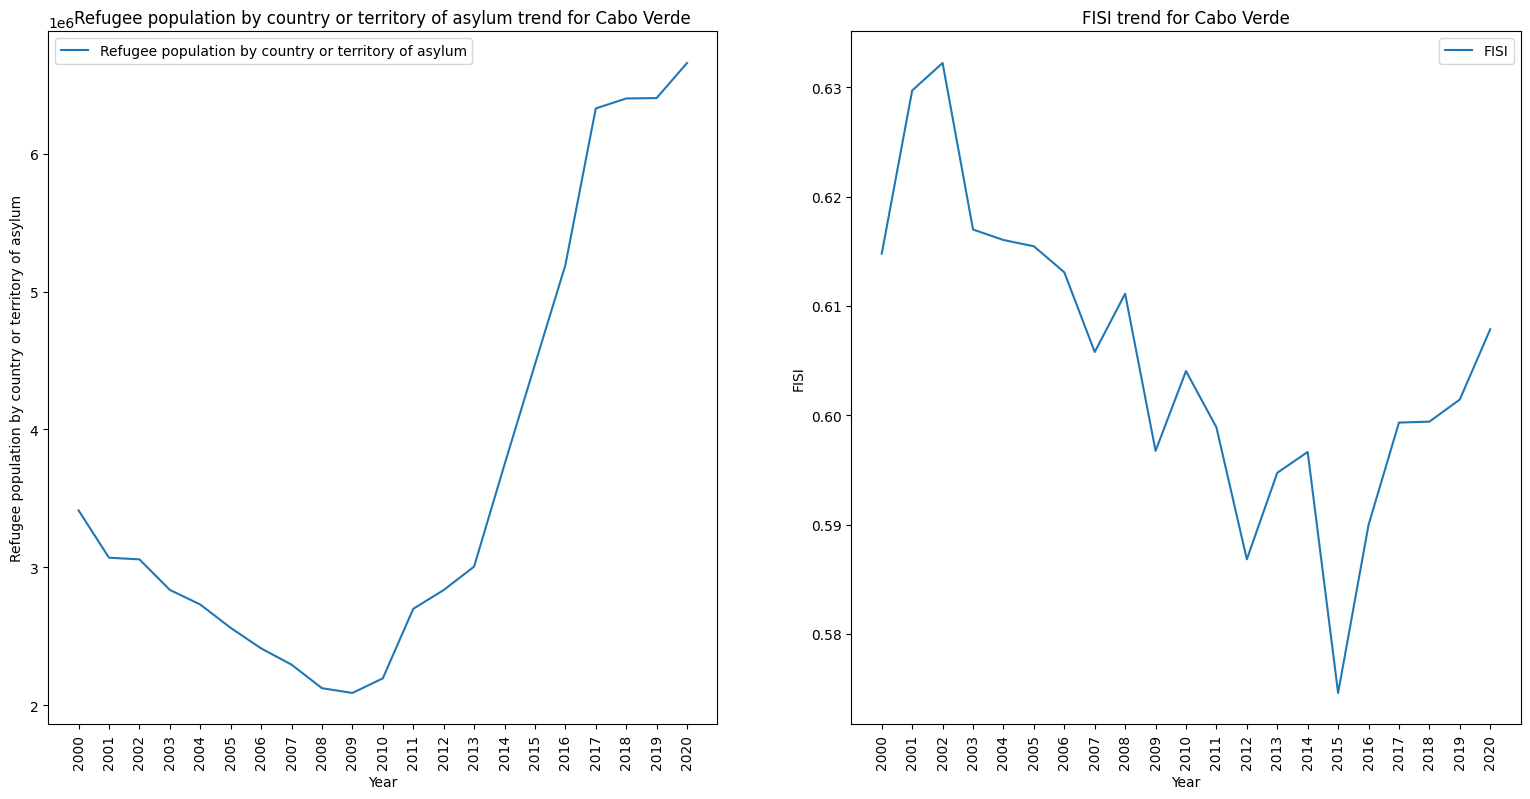 Refugee population by country or territory of asylum trend for Cabo Verde
1e6
Refugee population by country or territory of asylum
Refugee population by country or territory of asylum
6
5
4
3
2
2000 2001 2002 2003 2004 2005 2006 2007 2008 2009 2010 2011 2012 2013 2014 2015 2016 2017 2018 2019 2020
Year
FISI trend for Cabo Verde
FISI
FISI
0.63
0.62
0.61
0.60
0.59
0.58
2000 2001 2002 2003 2004 2005 2006 2007 2008 2009 2010 2011 2012 2013 2014 2015 2016 2017 2018 2019 2020
Year